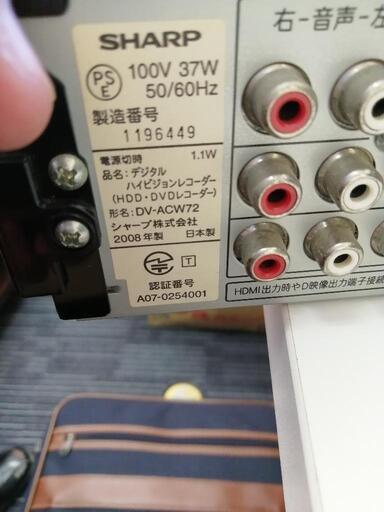 SHARP
PS E
100V 37W
50/60Hz
製造番号
1196449
電源切時 1.1W
品名:デジタル
ハイビジョンレコーダー
(HDD・DVDレコーダー)
形名:DV-ACW72
シャープ株式会社
2008年製 日本製
T
認証番号
A07-0254001
右-音声-左
HDMI出力時やD映像出力端子接続